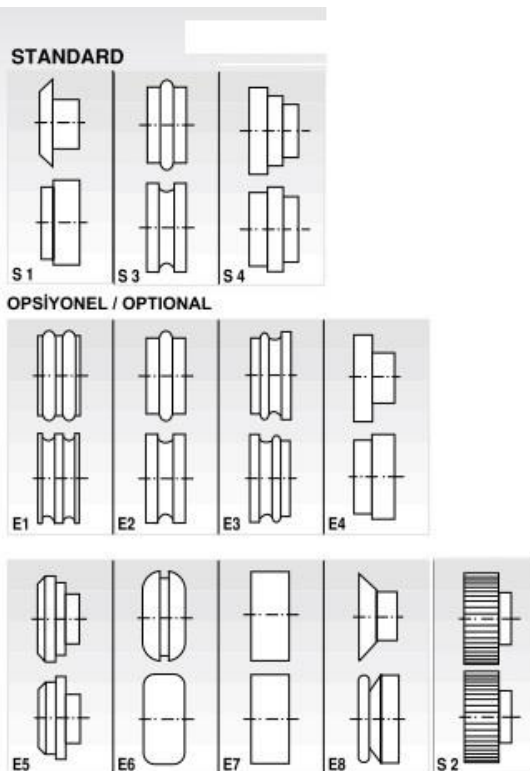 STANDARD
S 1 S 3 S 4
OPSİYONEL / OPTIONAL
E1 E2 E3 E4
E5 E6 E7 E8 S 2